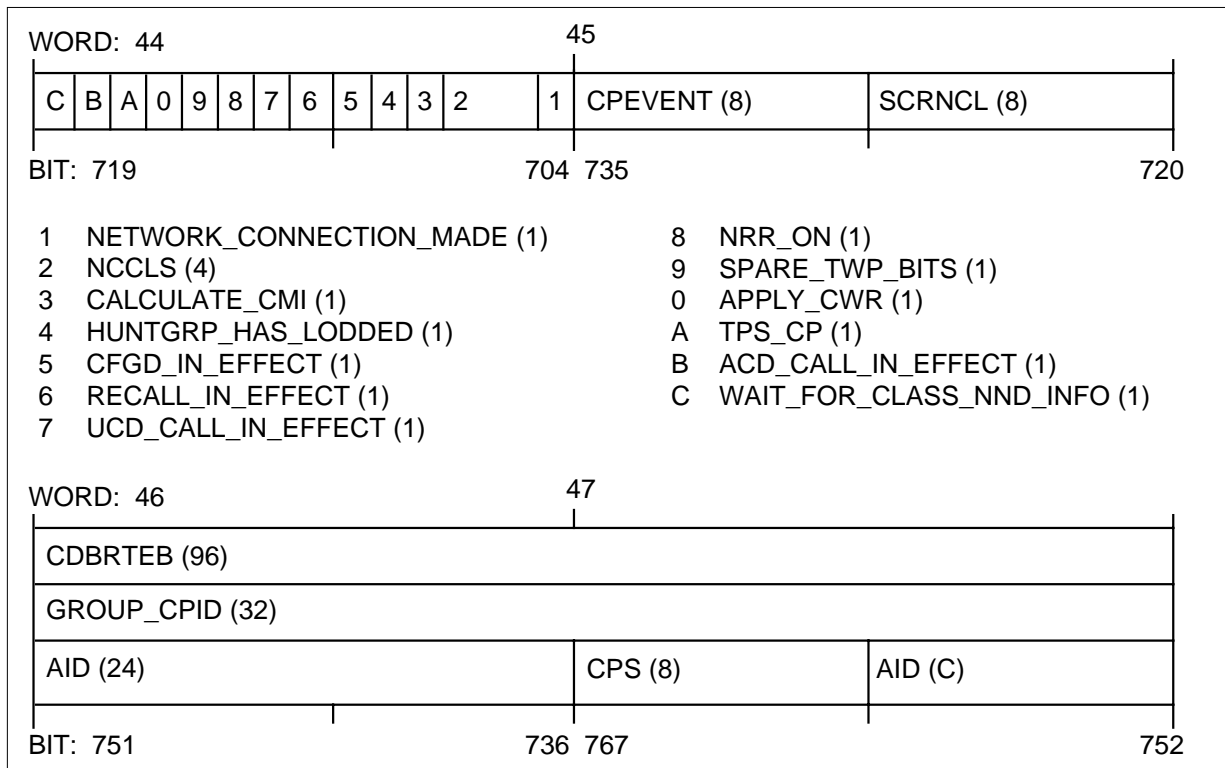 WORD: 44 45
C B A 0 9 8 7 6 5 4 3 2 1 CPEVENT (8) SCRNCL (8)
BIT: 719 704 735 720
1 NETWORK_CONNECTION_MADE (1) 8 NRR_ON (1)
2 NCCLS (4) 9 SPARE_TWP_BITS (1)
3 CALCULATE_CMI (1) 0 APPLY_CWR (1)
4 HUNTGRP_HAS_LODDED (1) A TPS_CP (1)
5 CFGD_IN_EFFECT (1) B ACD_CALL_IN_EFFECT (1)
6 RECALL_IN_EFFECT (1) C WAIT_FOR_CLASS_NND_INFO (1)
7 UCD_CALL_IN_EFFECT (1)
WORD: 46 47
CDBRTEB (96)
GROUP_CPID (32)
AID (24) CPS (8) AID (C)
BIT: 751 736 767 752